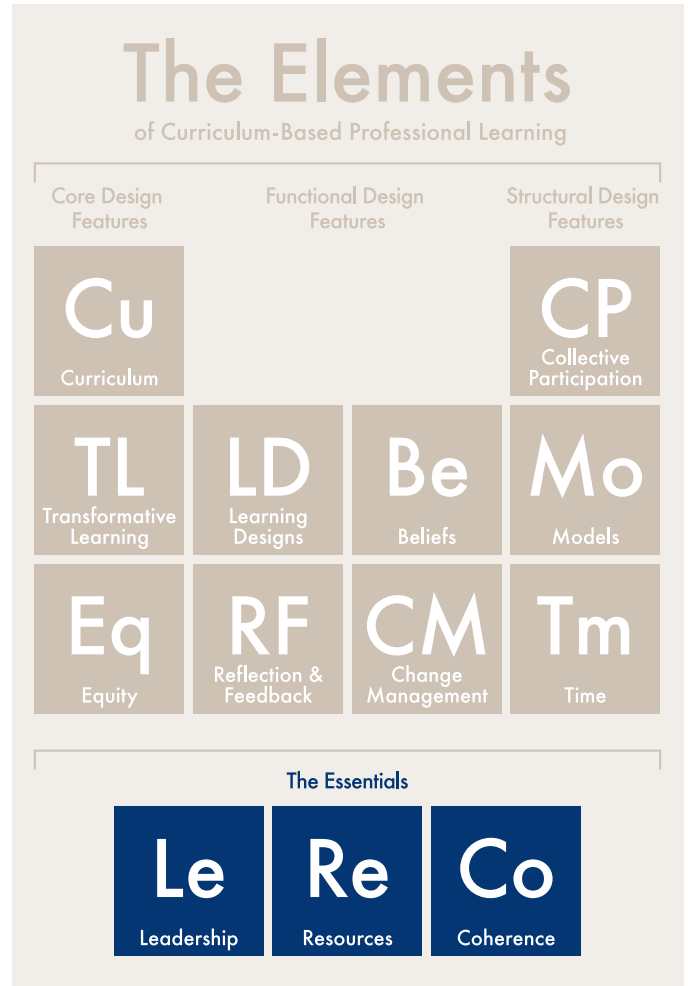 The Elements
of Curriculum-Based Professional Learning
Core Design
Features
Functional Design
Features
Structural Design
Features
Cu
Curriculum
CP
Collective
Participation
TL
Transformative
Learning
LD
Learning
Designs
Be
Beliefs
Mo
Models
Eq
Equity
RF
Reflection &
Feedback
CM
Change
Management
Tm
Time
The Essentials
Le
Leadership
Re
Resources
Co
Coherence